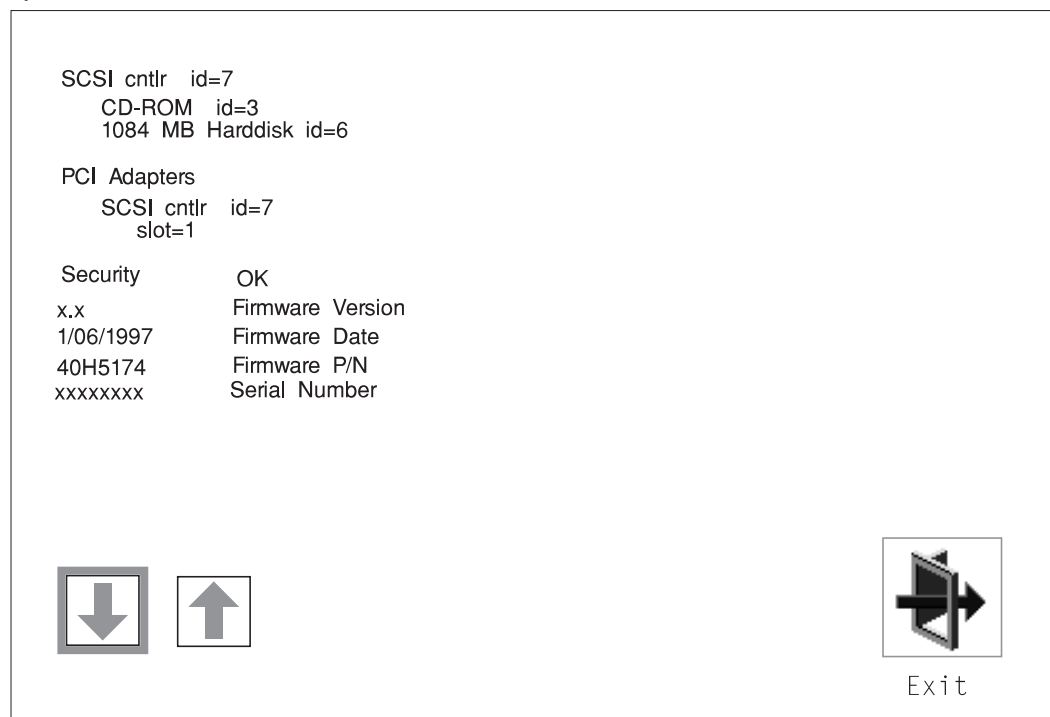 SCSI cntlr id=7
CD-ROM id=3
1084 MB Harddisk id=6
PCI Adapters
SCSI cntlr id=7
slot=1
Security OK
x.x Firmware Version
1/06/1997 Firmware Date
40H5174 Firmware P/N
xxxxxxxx Serial Number
Exit